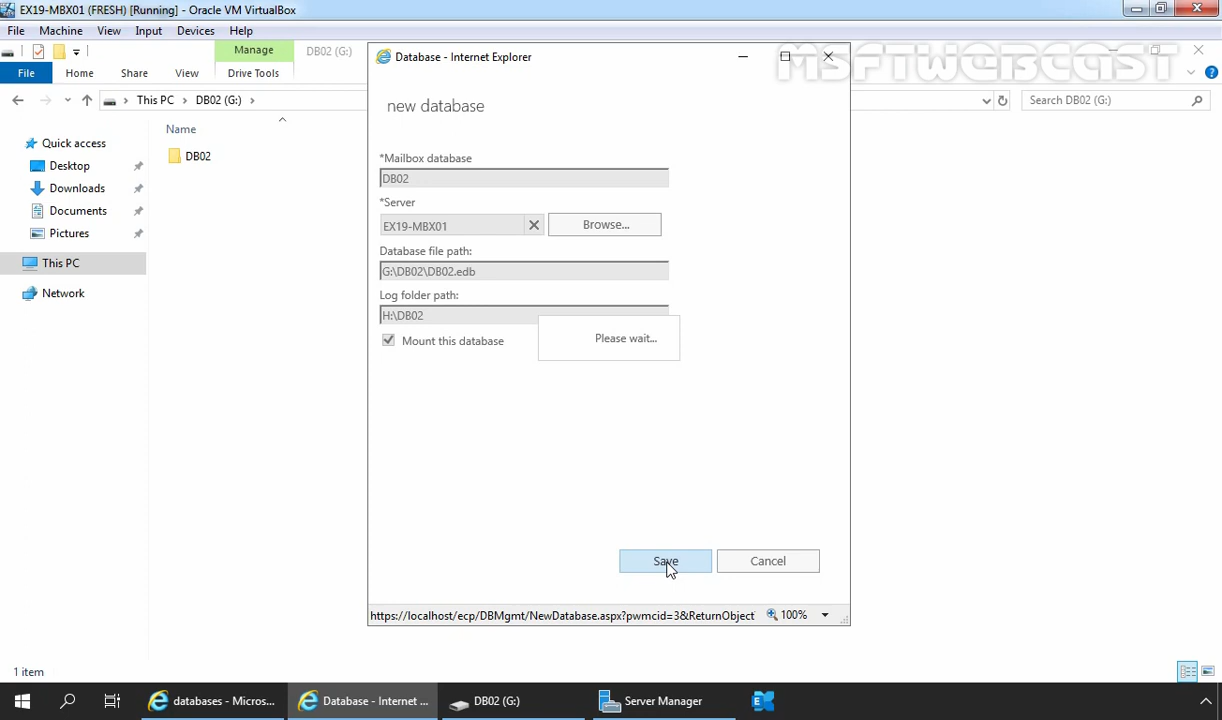 EX19-MBX01 (FRESH) [Running] - Oracle VM VirtualBox
File Machine View Input Devices Help
Manage DB02 (G:)
File Home Share View Drive Tools
This PC > DB02 (G:) > Search DB02 (G:)
Database - Internet Explorer
MSFTWEBCAST
new database
Name
Quick access
DB02
Desktop
Downloads
Documents
Pictures
This PC
Network
*Mailbox database
DB02
*Server
EX19-MBX01 Browse...
Database file path:
G:\DB02\DB02.edb
Log folder path:
H:\DB02
Mount this database
Please wait...
Save Cancel
https://localhost/ecp/DBMgmt/NewDatabase.aspx?pwmcid=3&ReturnObject 100%
1 item
databases - Micros... Database - Internet ... DB02 (G:) Server Manager